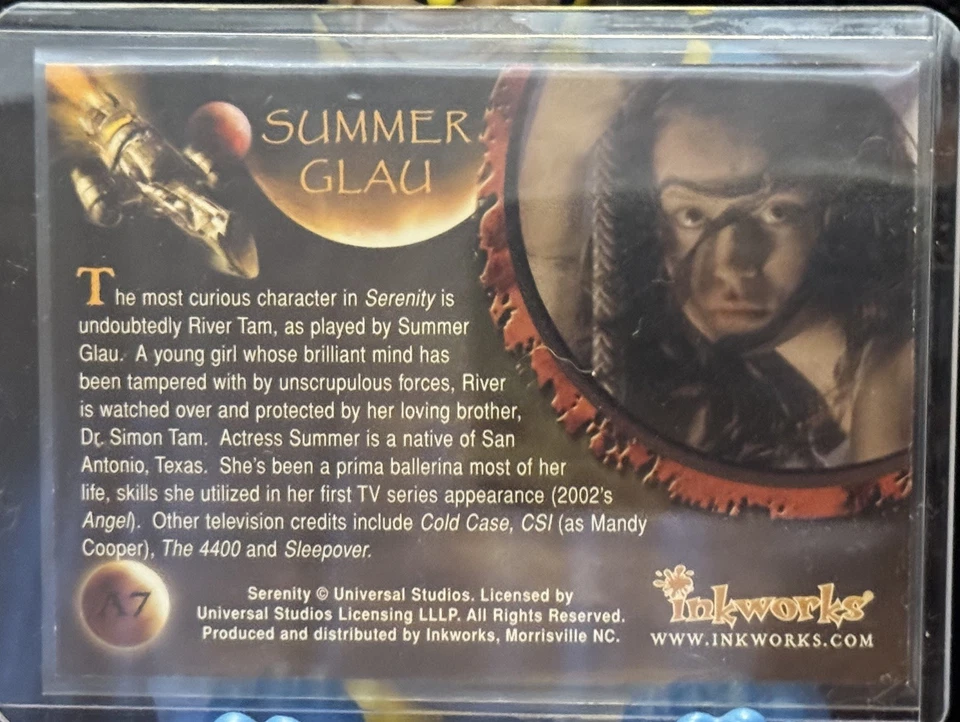 SUMMER
GLAU
The most curious character in Serenity is
undoubtedly River Tam, as played by Summer
Glau. A young girl whose brilliant mind has
been tampered with by unscrupulous forces, River
is watched over and protected by her loving brother,
Dr. Simon Tam. Actress Summer is a native of San
Antonio, Texas. She's been a prima ballerina most of her
life, skills she utilized in her first TV series appearance (2002's
Angel). Other television credits include Cold Case, CSI (as Mandy
Cooper), The 4400 and Sleepover.
A7
Serenity © Universal Studios. Licensed by
Universal Studios Licensing LLLP. All Rights Reserved.
Produced and distributed by Inkworks, Morrisville NC.
inkworks
WWW.INKWORKS.COM